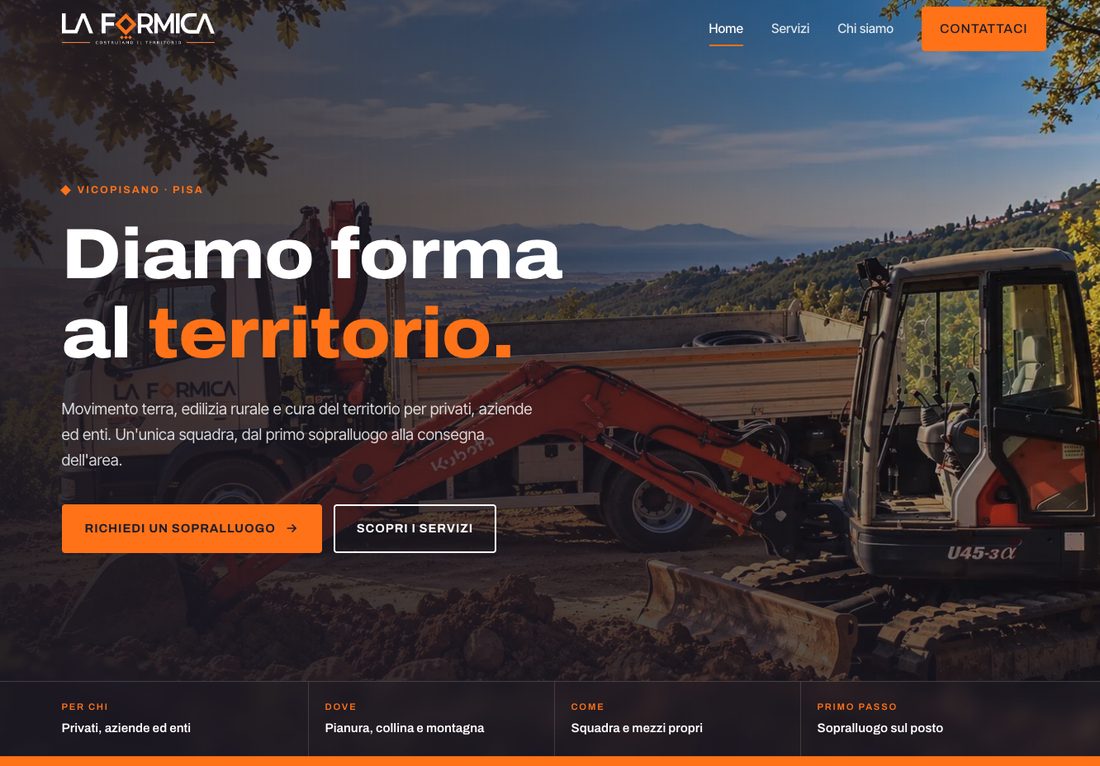 LA FORMICA
COSTRUIAMO IL TERRITORIO
Home
Servizi
Chi siamo
CONTATTACI
VICOPISANO · PISA
Diamo forma
al territorio.
LA FORMICA
Movimento terra, edilizia rurale e cura del territorio per privati, aziende
ed enti. Un'unica squadra, dal primo sopralluogo alla consegna
dell'area.
Kubota
RICHIEDI UN SOPRALLUOGO →
SCOPRI I SERVIZI
U45-3α
PER CHI
Privati, aziende ed enti
DOVE
Pianura, collina e montagna
COME
Squadra e mezzi propri
PRIMO PASSO
Sopralluogo sul posto